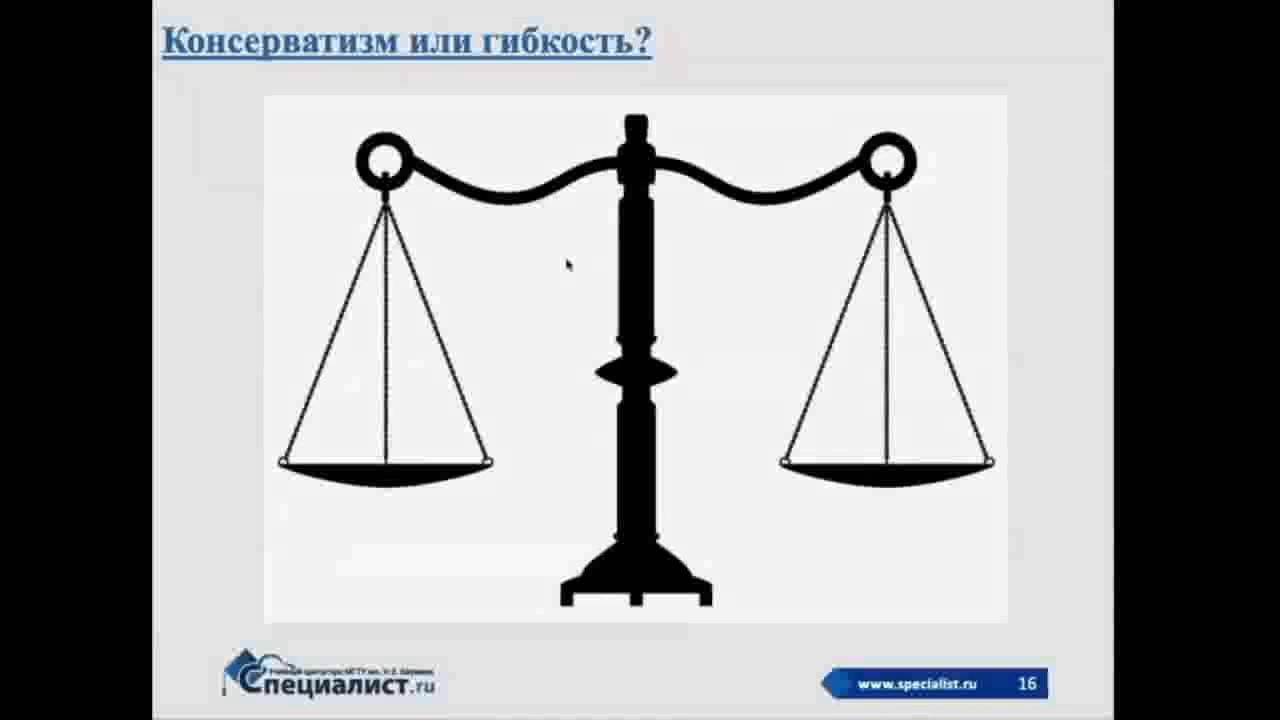 Консерватизм или гибкость?
Специалист.ru
www.specialist.ru
16